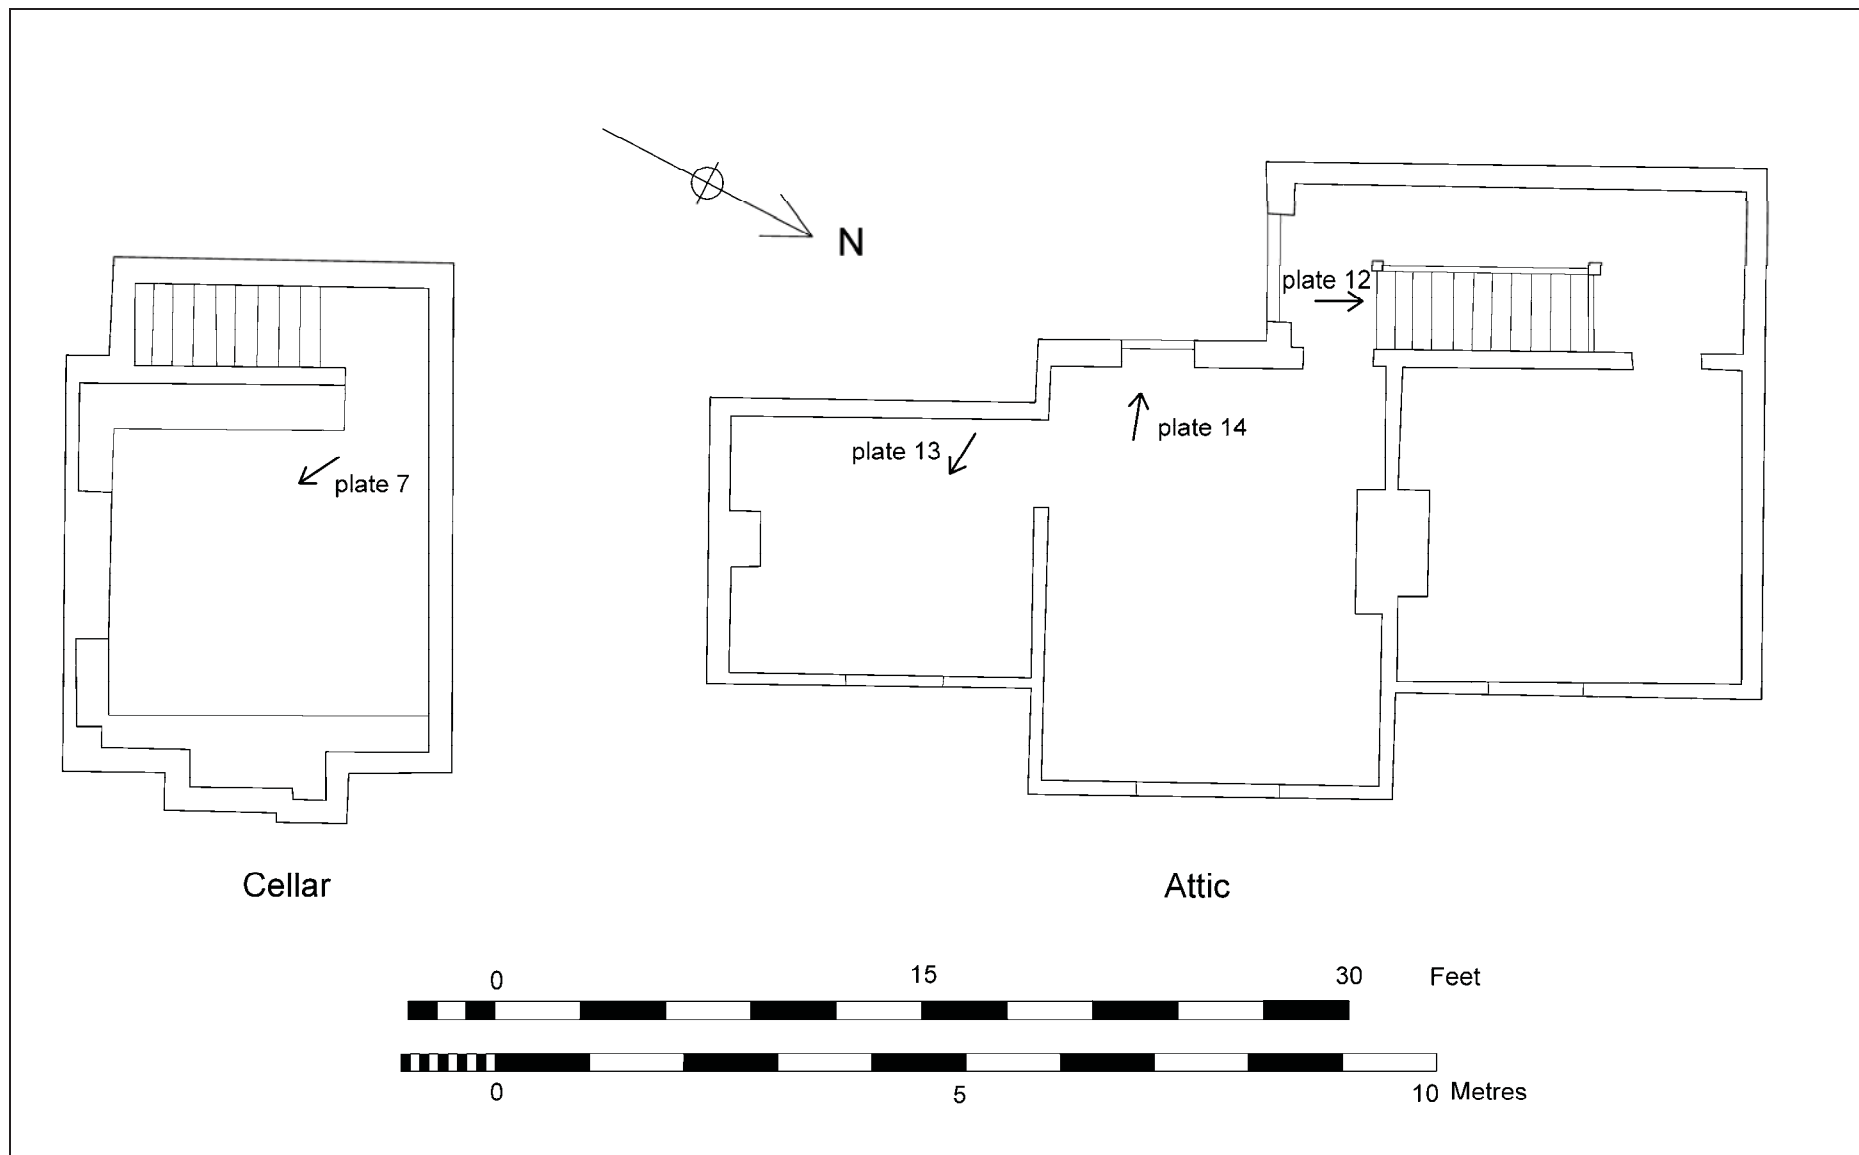 N
plate 12
plate 13
plate 14
plate 7
Cellar
Attic
0 15 30 Feet
0 5 10 Metres